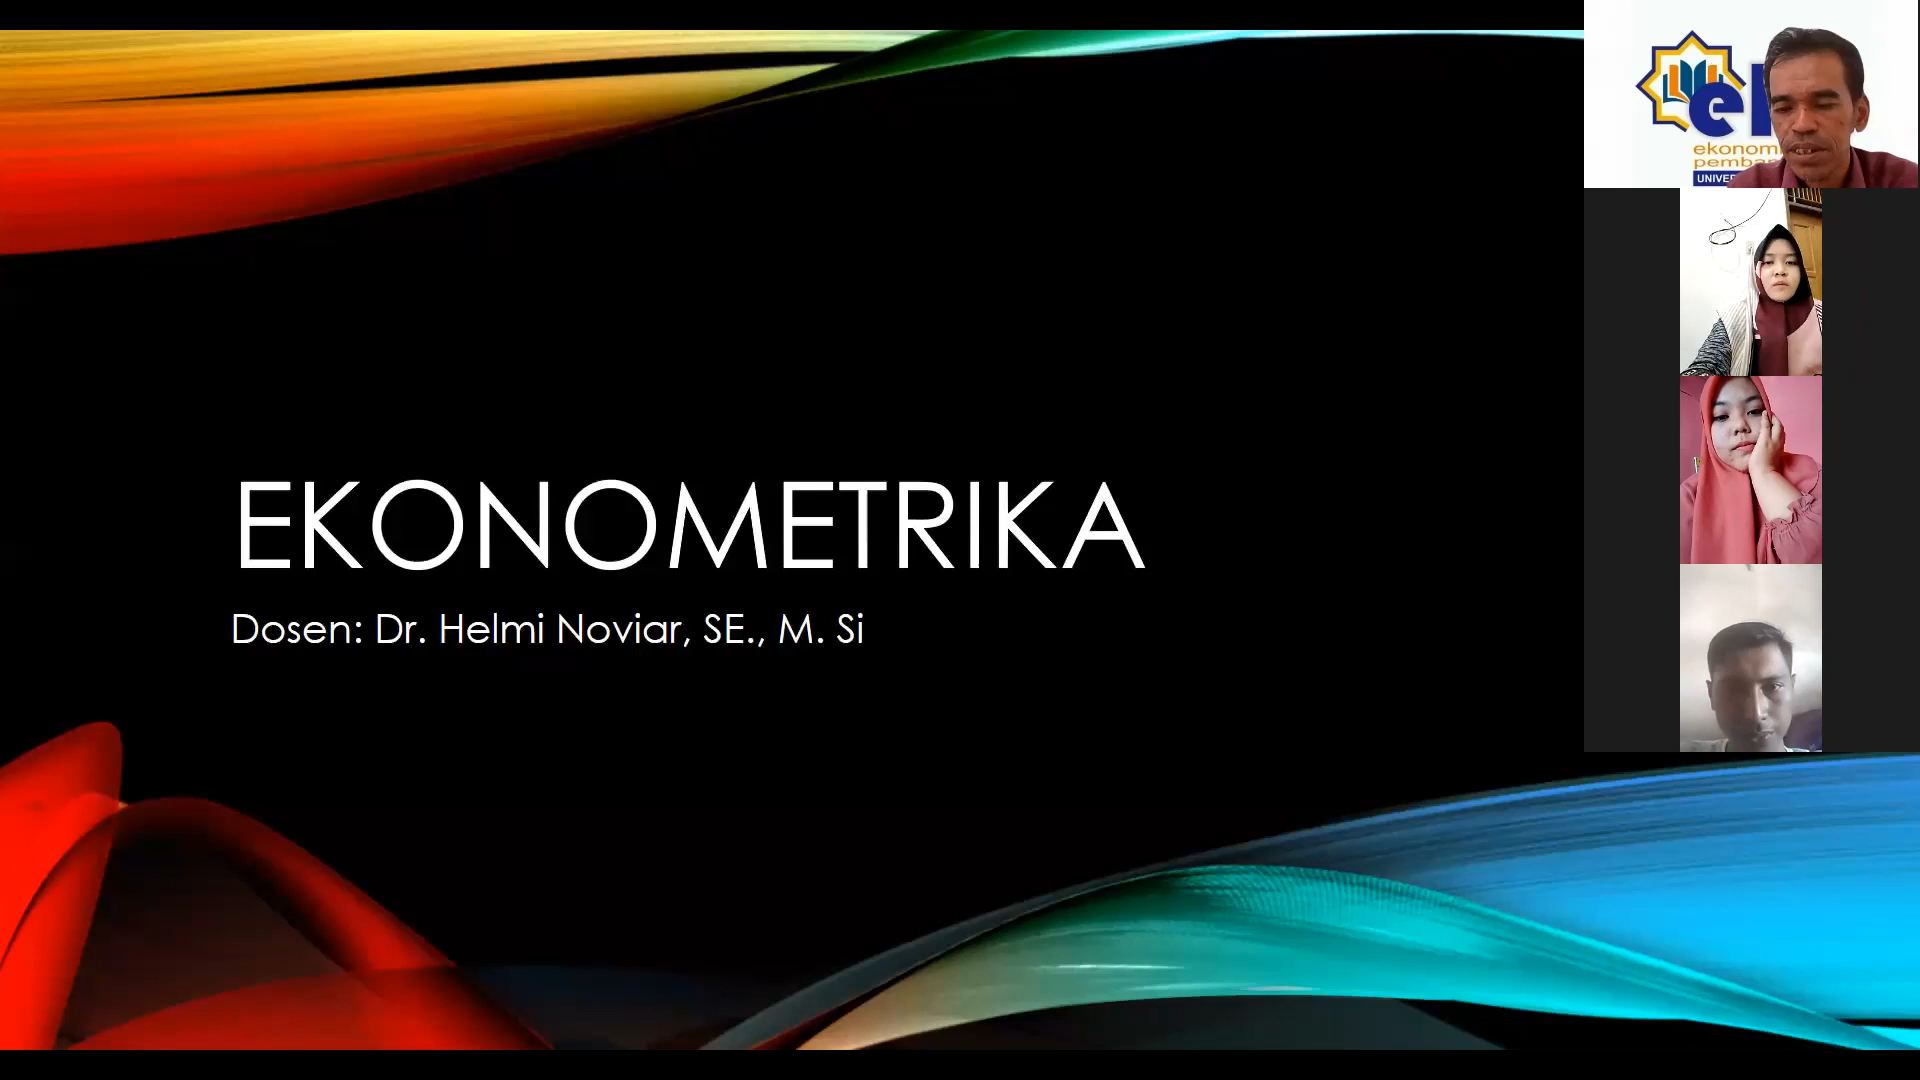 EKONOMETRIKA
Dosen: Dr. Helmi Noviar, SE., M. Si